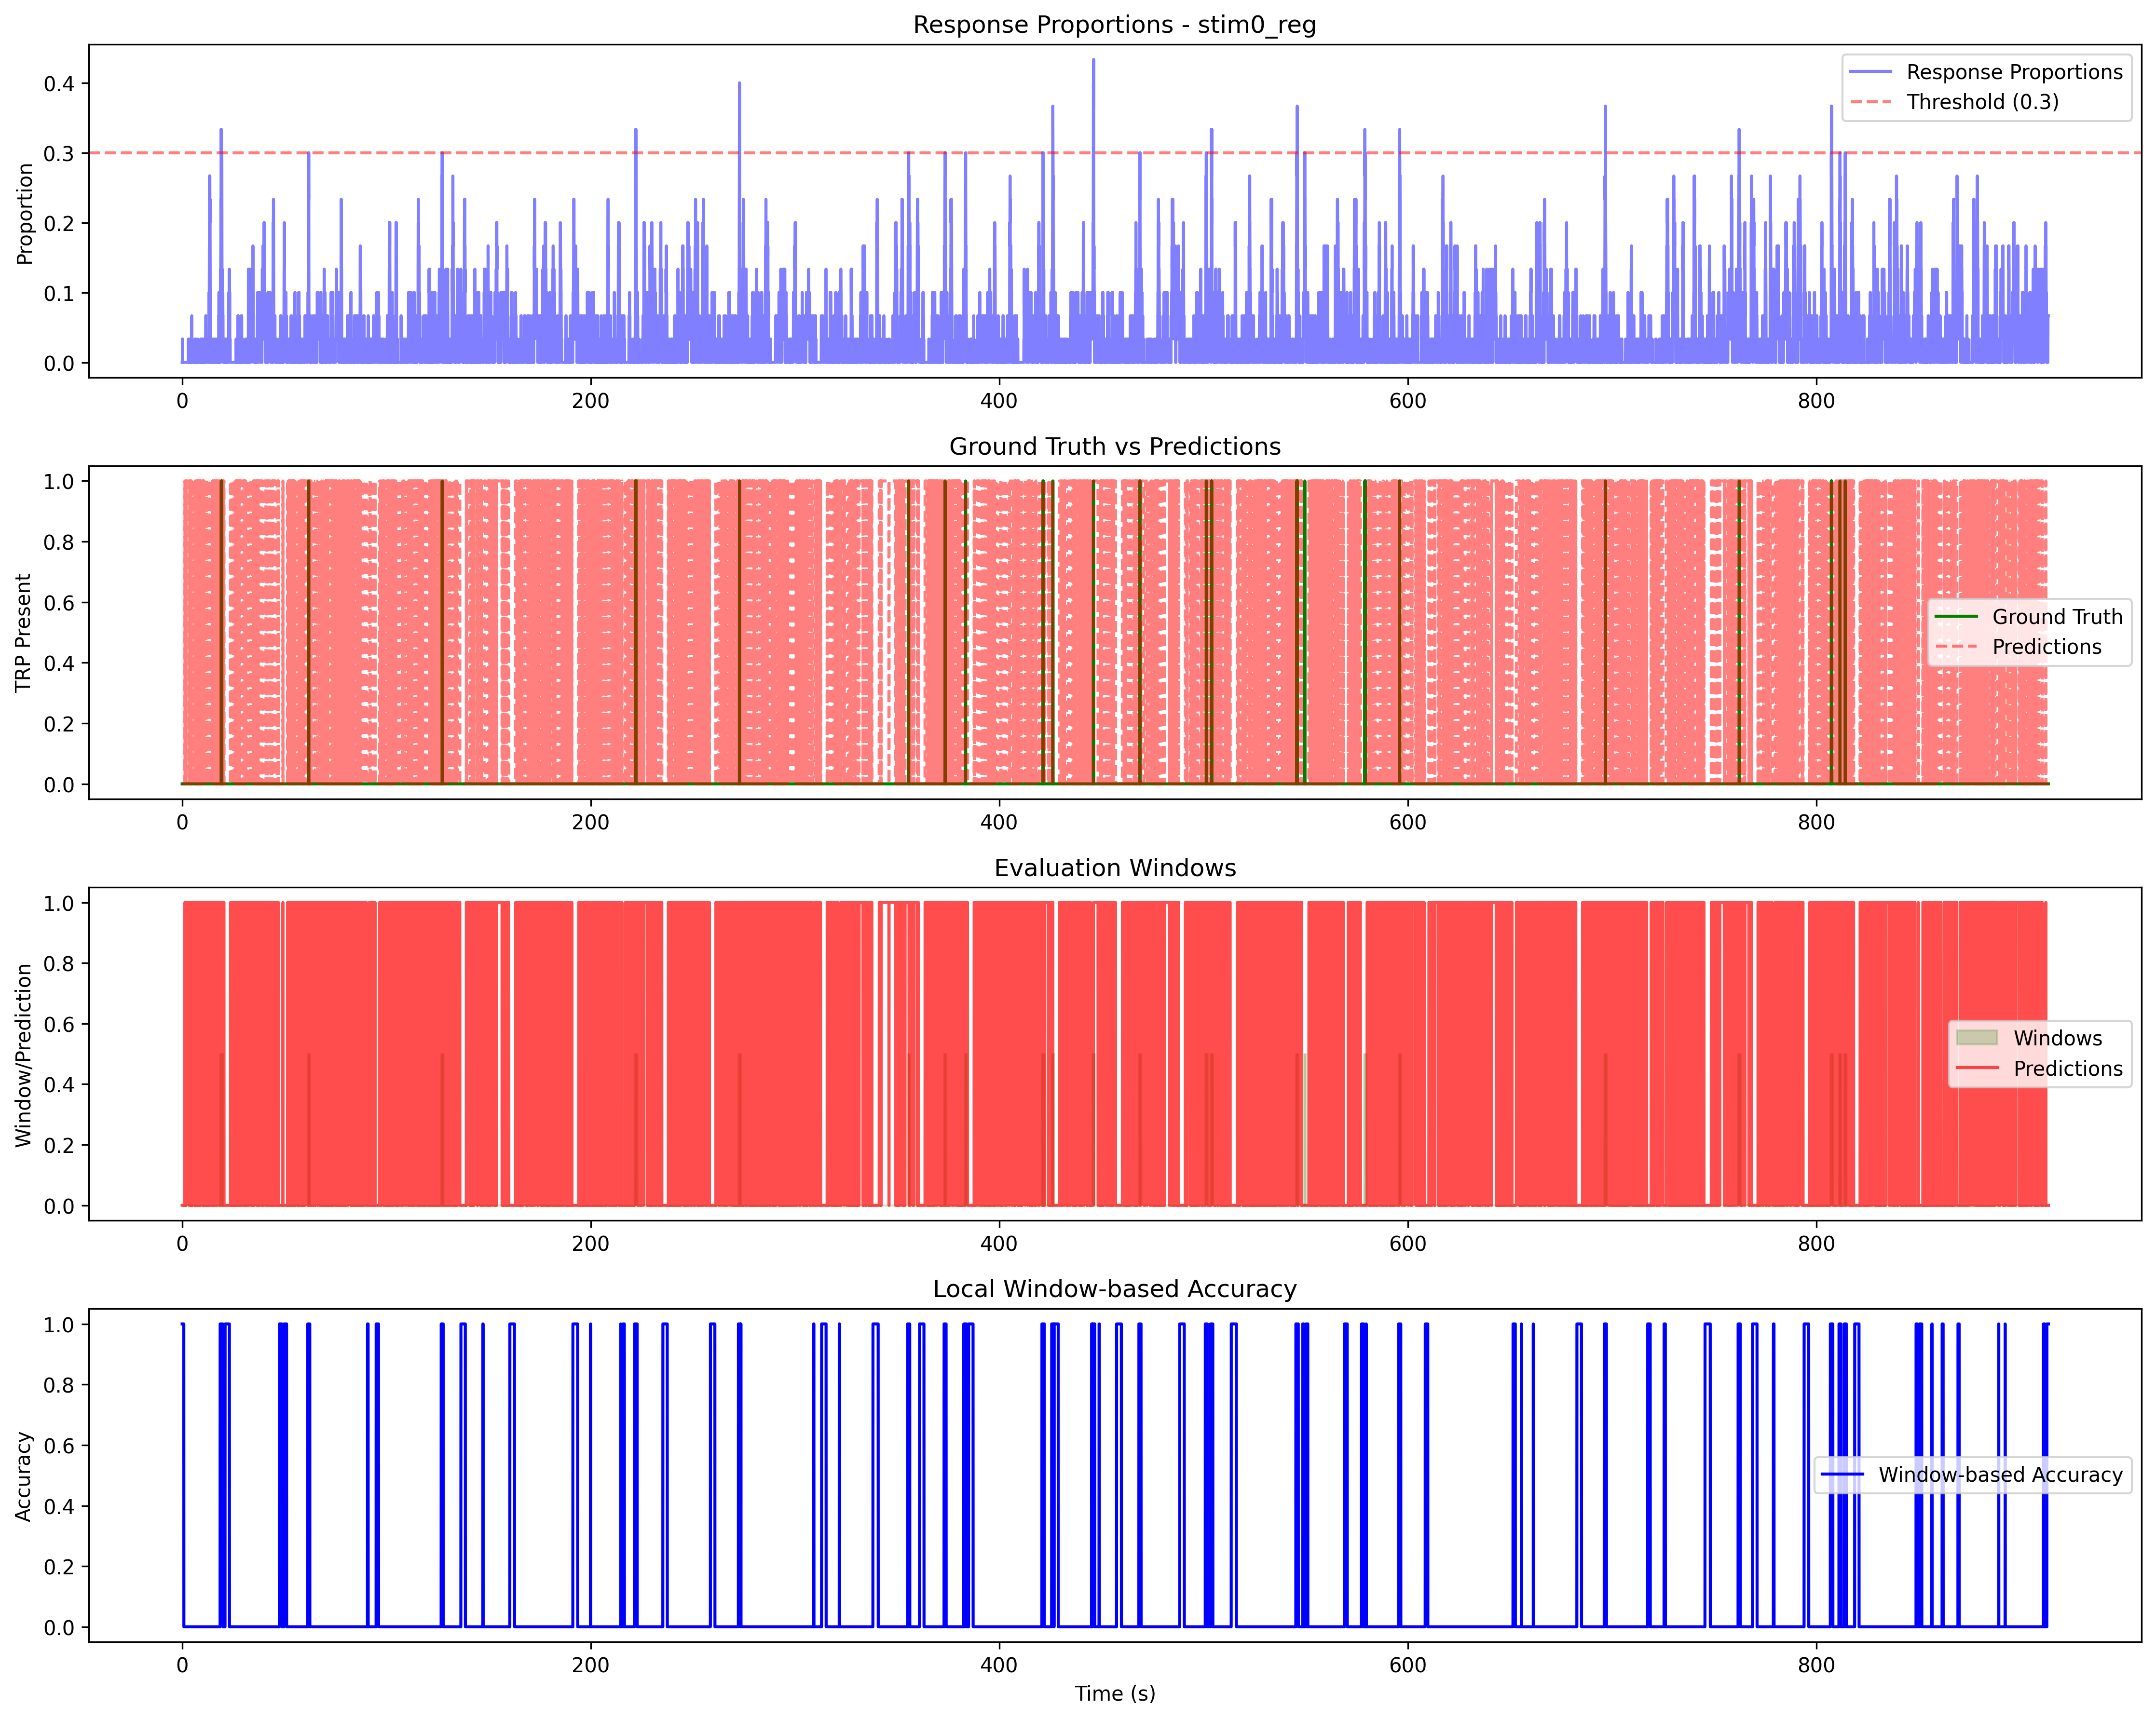 Response Proportions - stim0_reg
Proportion
0.4
0.3
0.2
0.1
0.0
Response Proportions
Threshold (0.3)
0 200 400 600 800
Ground Truth vs Predictions
TRP Present
1.0
0.8
0.6
0.4
0.2
0.0
Ground Truth
Predictions
0 200 400 600 800
Evaluation Windows
Window/Prediction
1.0
0.8
0.6
0.4
0.2
0.0
Windows
Predictions
0 200 400 600 800
Local Window-based Accuracy
Accuracy
1.0
0.8
0.6
0.4
0.2
0.0
Window-based Accuracy
0 200 400 600 800
Time (s)